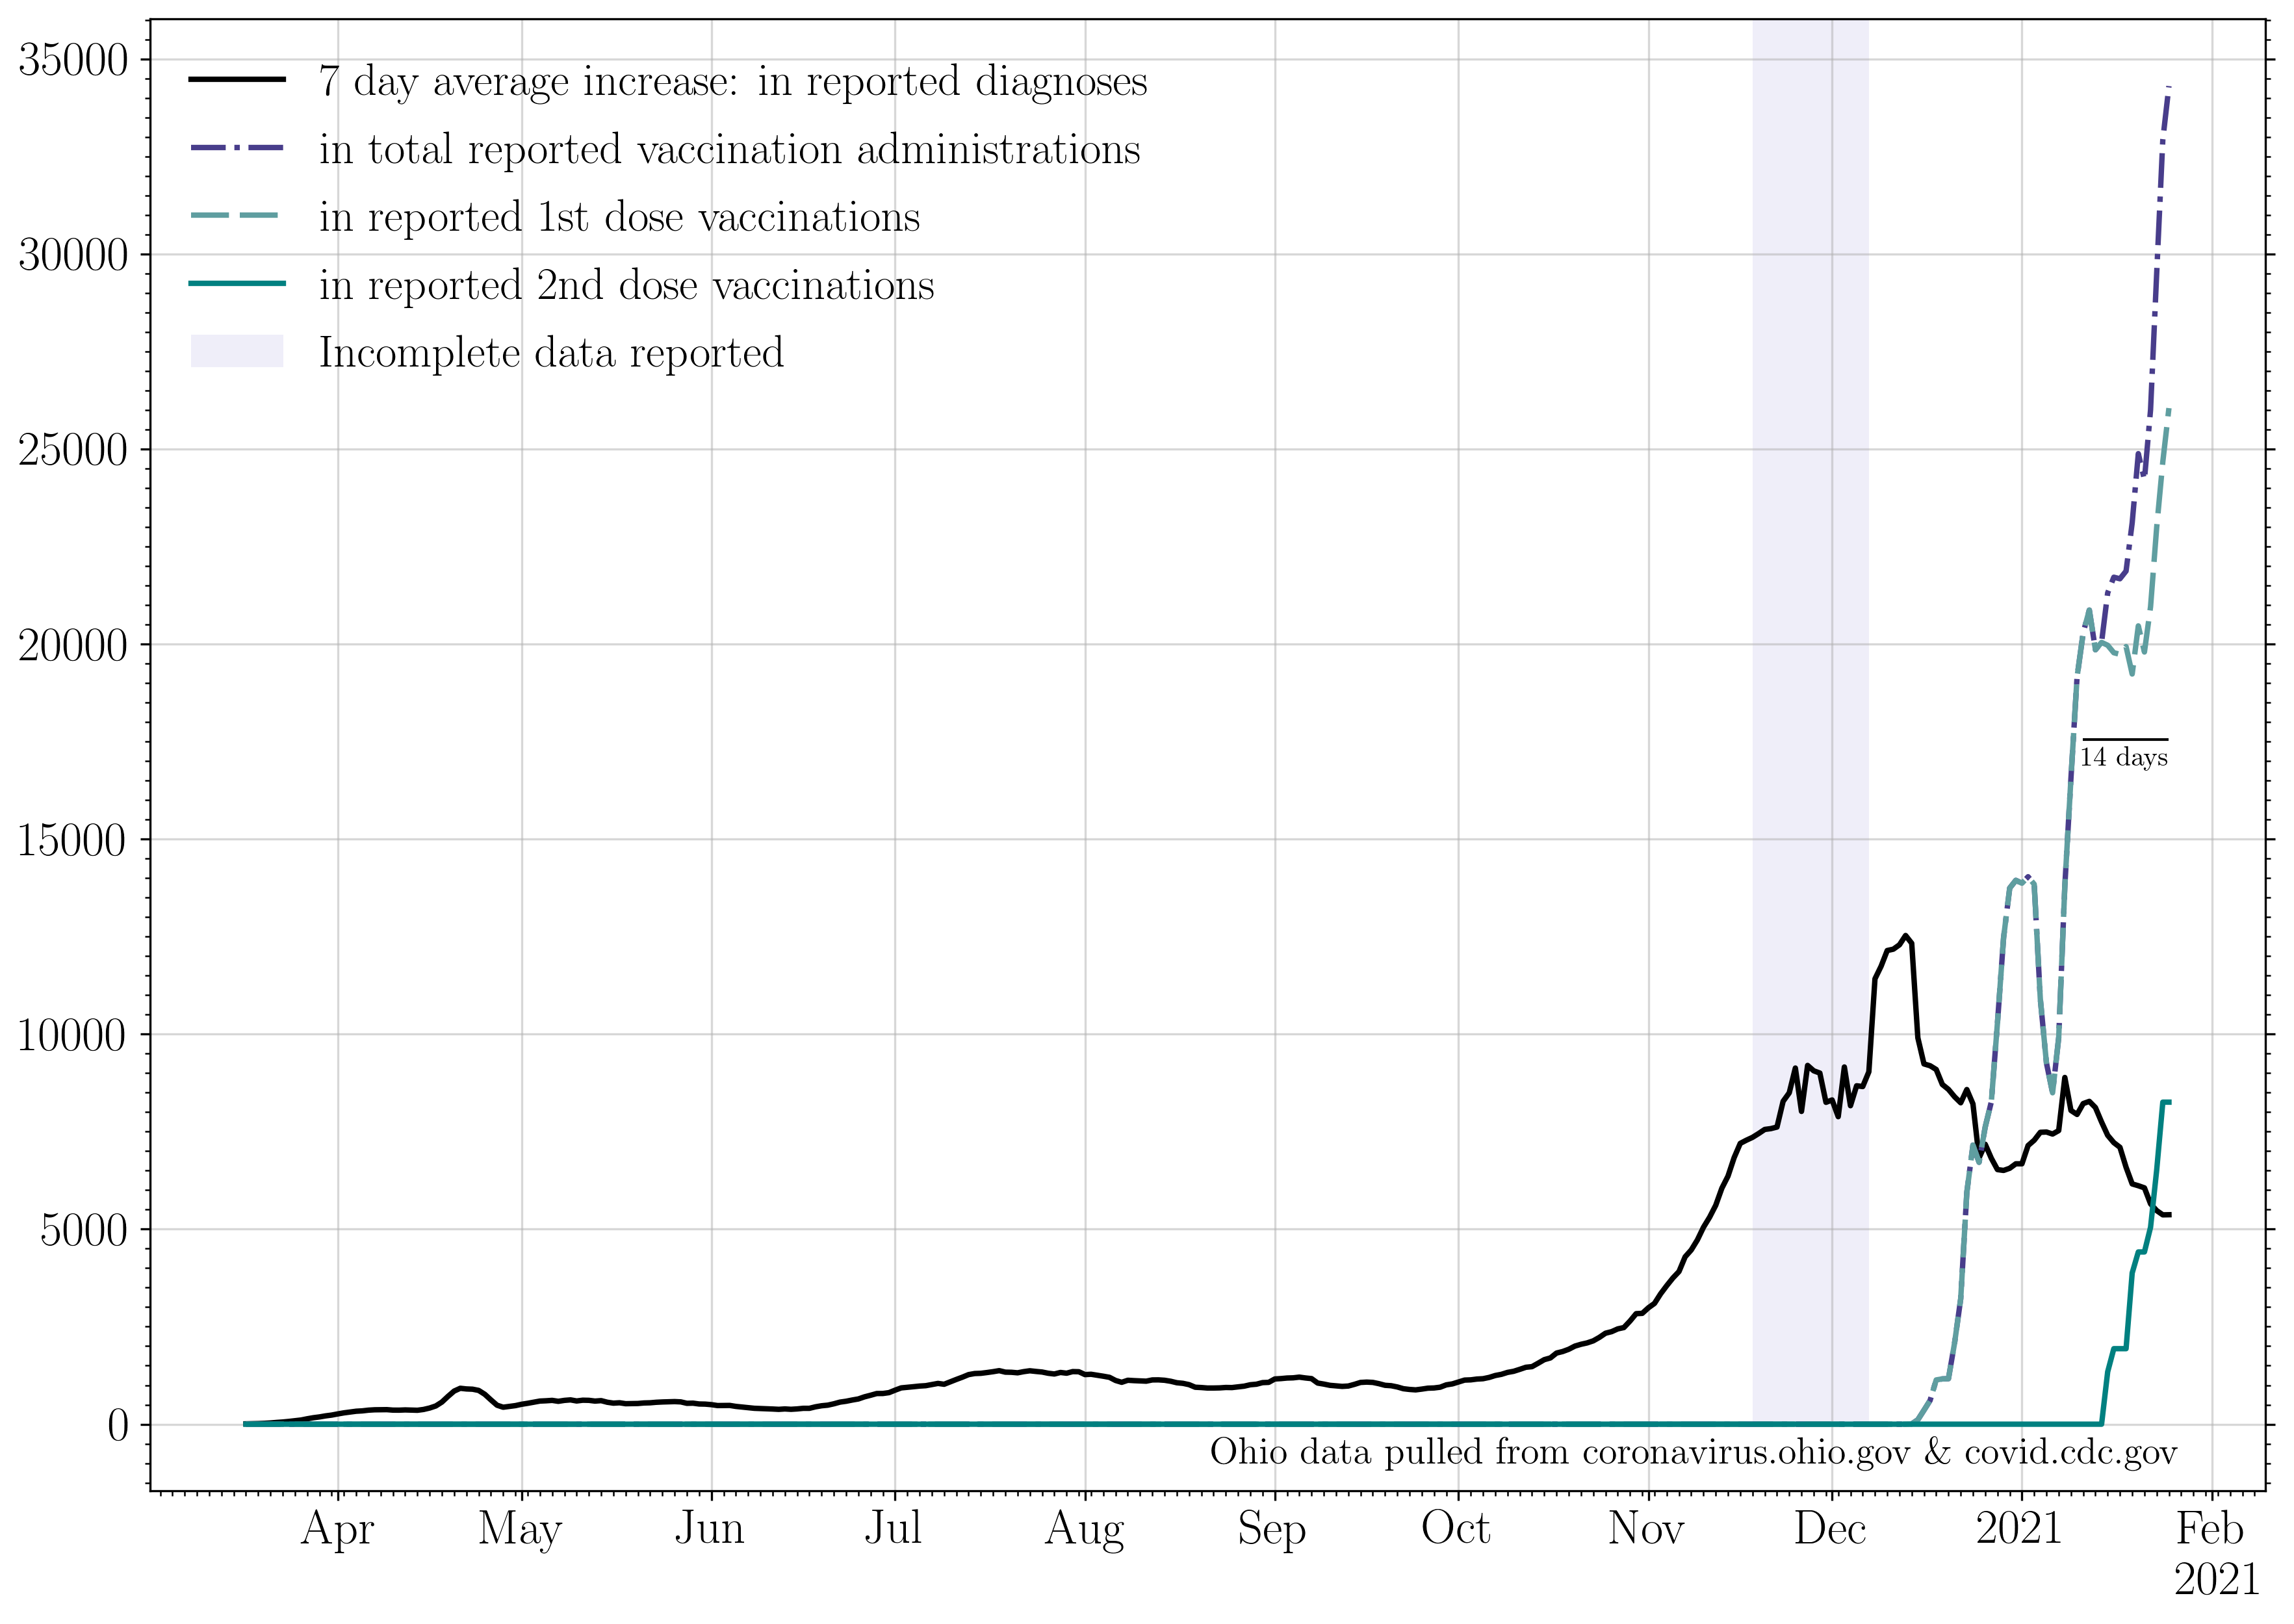 35000
30000
25000
20000
15000
10000
5000
0
7 day average increase: in reported diagnoses
in total reported vaccination administrations
in reported 1st dose vaccinations
in reported 2nd dose vaccinations
Incomplete data reported
14 days
Ohio data pulled from coronavirus.ohio.gov & covid.cdc.gov
Apr May Jun Jul Aug Sep Oct Nov Dec 2021 Feb
2021